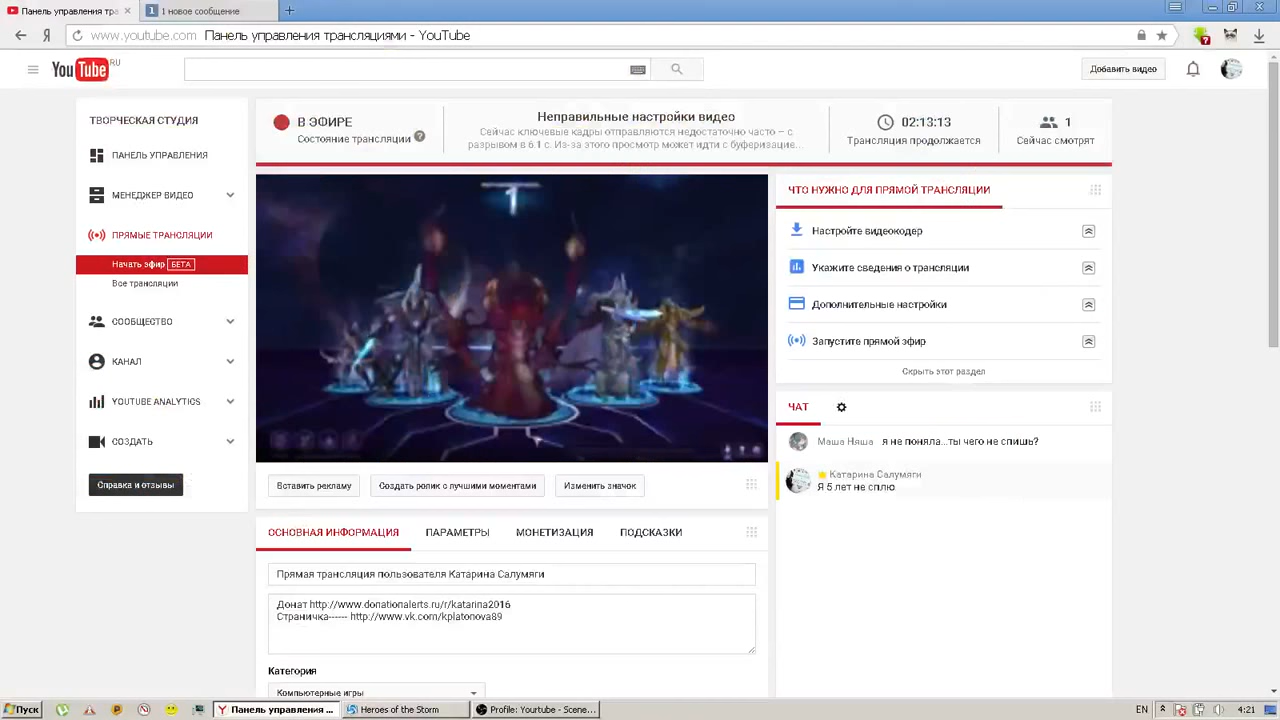 Панель управления тра...
1 новое сообщение
www.youtube.com Панель управления трансляциями - YouTube
YouTube RU
Добавить видео
ТВОРЧЕСКАЯ СТУДИЯ
ПАНЕЛЬ УПРАВЛЕНИЯ
МЕНЕДЖЕР ВИДЕО
ПРЯМЫЕ ТРАНСЛЯЦИИ
Начать эфир БЕТА
Все трансляции
СООБЩЕСТВО
КАНАЛ
YOUTUBE ANALYTICS
СОЗДАТЬ
Справка и отзывы
В ЭФИРЕ
Состояние трансляции ?
Неправильные настройки видео
Сейчас ключевые кадры отправляются недостаточно часто – с
разрывом в 6.1 с. Из-за этого просмотр может идти с буферизацие...
02:13:13
Трансляция продолжается
1
Сейчас смотрят
1
Вставить рекламу
Создать ролик с лучшими моментами
Изменить значок
ОСНОВНАЯ ИНФОРМАЦИЯ
ПАРАМЕТРЫ
МОНЕТИЗАЦИЯ
ПОДСКАЗКИ
Прямая трансляция пользователя Катарина Салумяги
Донат http://www.donationalerts.ru/r/katarina2016
Страничка------ http://www.vk.com/kplatonova89
Категория
Компьютерные игры
ЧТО НУЖНО ДЛЯ ПРЯМОЙ ТРАНСЛЯЦИИ
Настройте видеокодер
Укажите сведения о трансляции
Дополнительные настройки
Запустите прямой эфир
Скрыть этот раздел
ЧАТ
Маша Няша я не поняла...ты чего не спишь?
Катарина Салумяги
Я 5 лет не сплю
Пуск
Панель управления ...
Heroes of the Storm
Profile: Yourtube - Scene...
EN
4:21